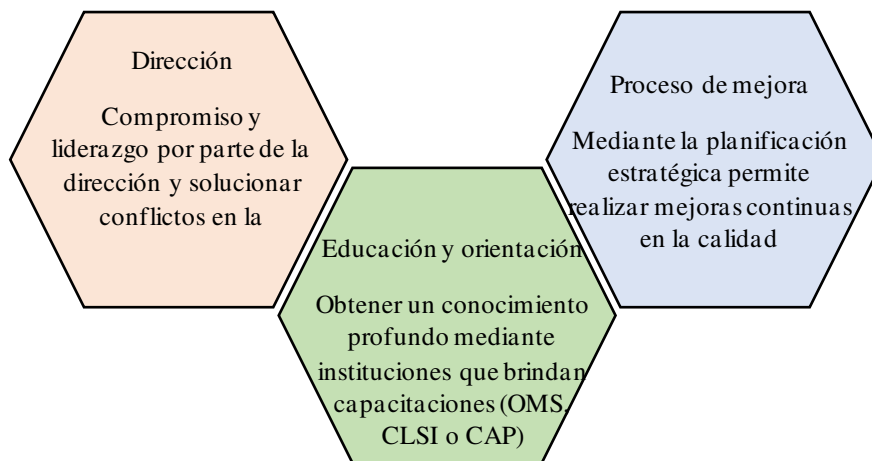 Dirección
Compromiso y
liderazgo por parte de la
dirección y solucionar
conflictos en la
Educación y orientación
Obtener un conocimiento
profundo mediante
instituciones que brindan
capacitaciones (OMS,
CLSI o CAP)
Proceso de mejora
Mediante la planificación
estratégica permite
realizar mejoras continuas
en la calidad